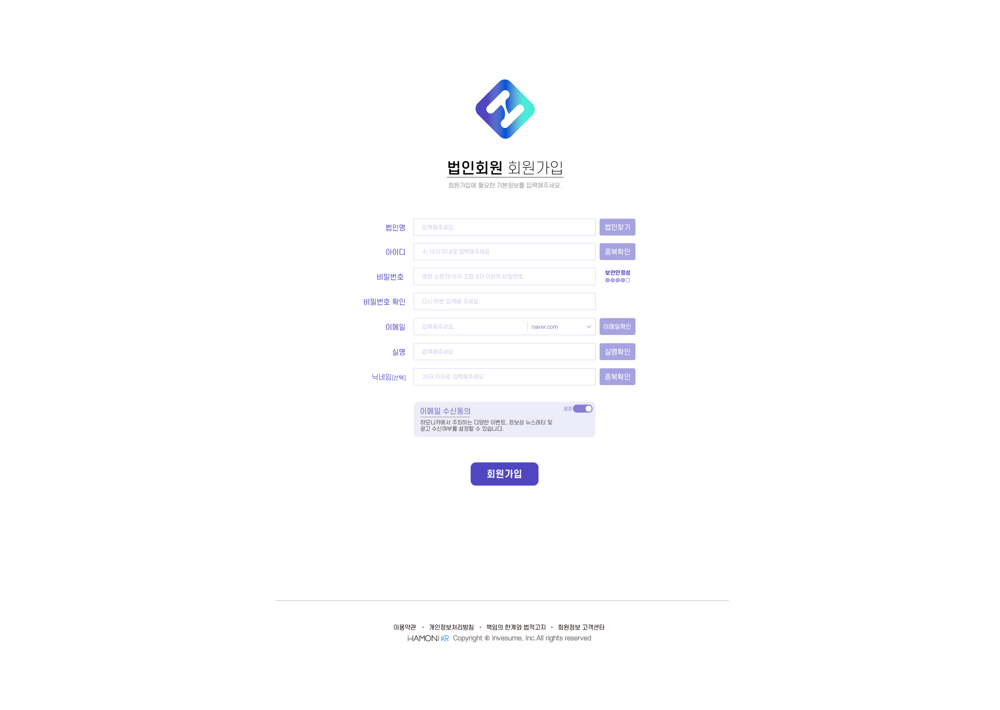 법인회원 회원가입
회원가입에 필요한 기본정보를 입력해주세요.
법인명 입력해주세요. 법인찾기
아이디 4~15자 이내로 입력해주세요. 중복확인
비밀번호 영문 소문자/숫자 조합 6자 이상의 비밀번호 보안안정성
비밀번호 확인 다시 한번 입력해 주세요.
이메일 입력해주세요. naver.com 이메일확인
실명 입력해주세요. 실명확인
닉네임[선택] 20자 이하로 입력해주세요. 중복확인
이메일 수신동의 설정
하모니카에서 주최하는 다양한 이벤트, 정보성 뉴스레터 및
광고 수신여부를 설정할 수 있습니다.
회원가입
이용약관 · 개인정보처리방침 · 책임의 한계와 법적고지 · 회원정보 고객센터
HAMONI KR Copyright © Invesume, Inc.All rights reserved